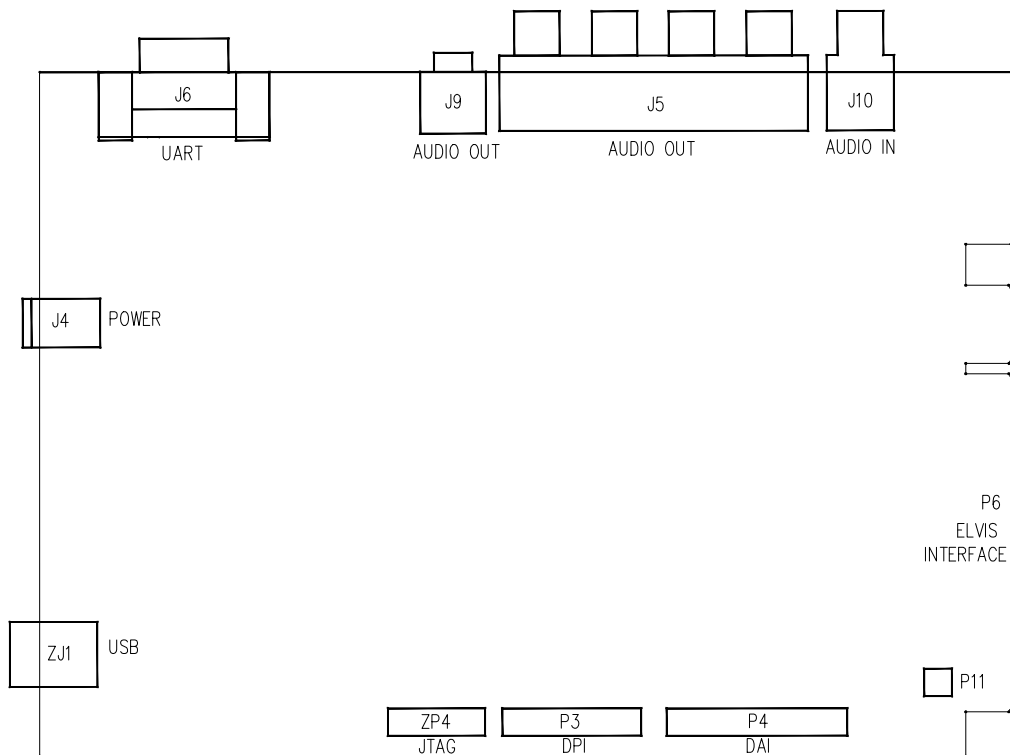 J6
UART
J9
AUDIO OUT
J5
AUDIO OUT
J10
AUDIO IN
J4
POWER
P6
ELVIS
INTERFACE
ZJ1
USB
P11
ZP4
JTAG
P3
DPI
P4
DAI